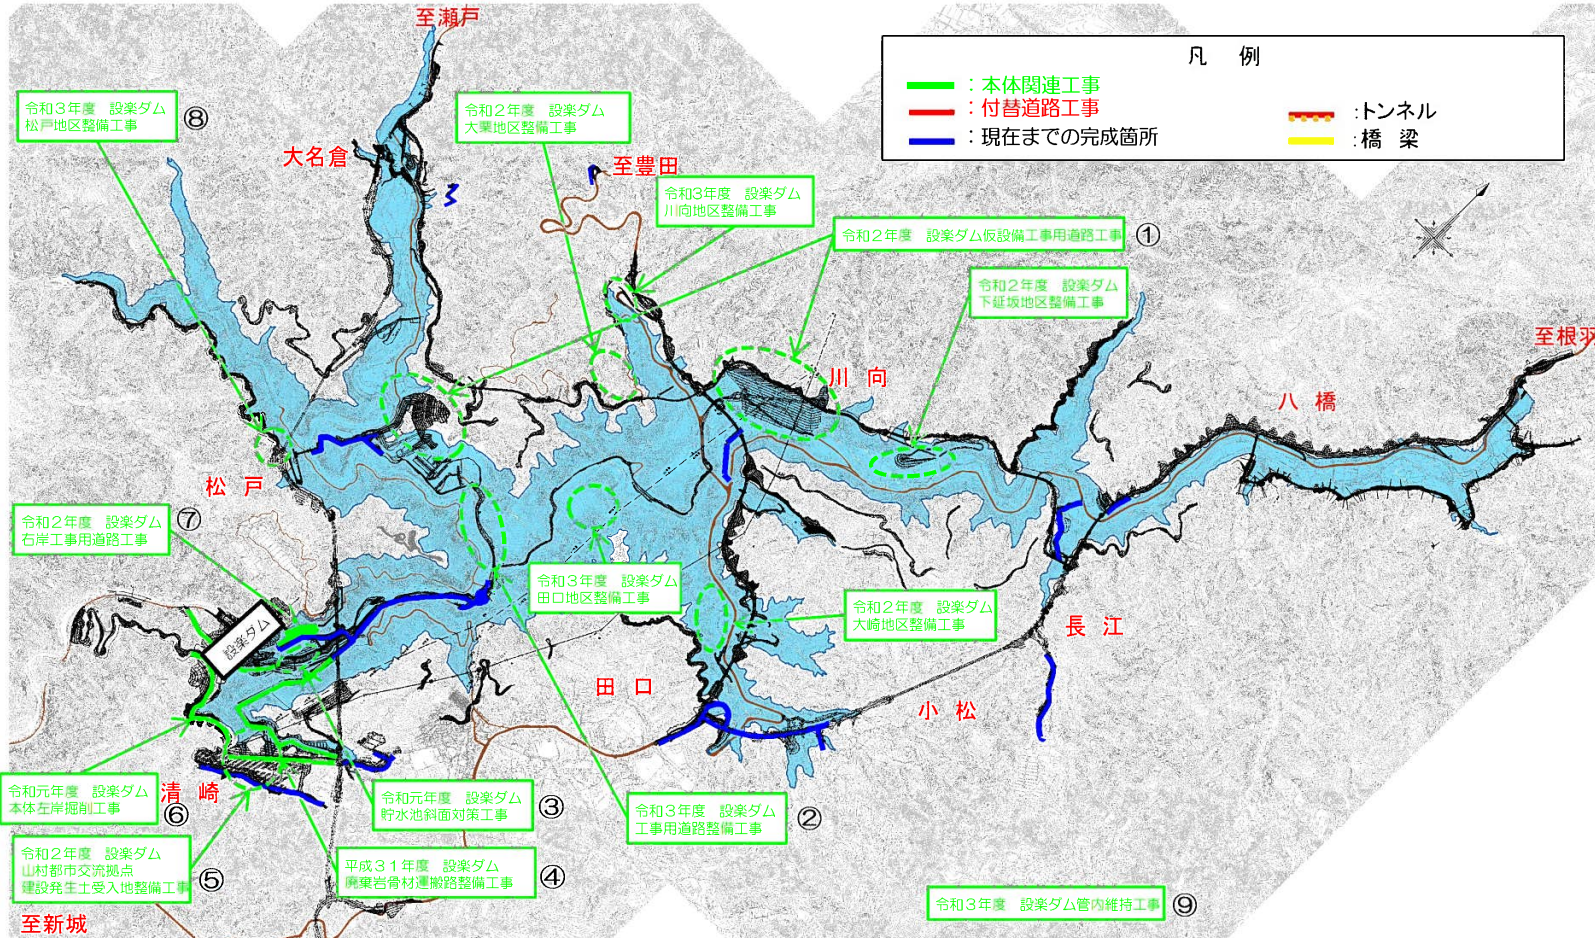 至瀬戸
凡 例
：本体関連工事
：付替道路工事
：現在までの完成箇所
：トンネル
：橋 梁
令和３年度 設楽ダム
松戸地区整備工事
⑧
令和２年度 設楽ダム
大栗地区整備工事
大名倉
至豊田
令和3年度 設楽ダム
川向地区整備工事
令和２年度 設楽ダム仮設備工事用道路工事
①
令和２年度 設楽ダム
下延坂地区整備工事
至根羽
川 向
八 橋
松 戸
令和２年度 設楽ダム
右岸工事用道路工事
⑦
令和３年度 設楽ダム
田口地区整備工事
令和２年度 設楽ダム
大崎地区整備工事
設楽ダム
長 江
田 口
小 松
令和元年度 設楽ダム
本体左岸掘削工事
⑥
清 崎
令和元年度 設楽ダム
貯水池斜面対策工事
③
令和３年度 設楽ダム
工事用道路整備工事
②
令和２年度 設楽ダム
山村都市交流拠点
建設発生土受入地整備工事
⑤
平成３１年度 設楽ダム
廃棄岩骨材運搬路整備工事
④
令和３年度 設楽ダム管内維持工事
⑨
至新城